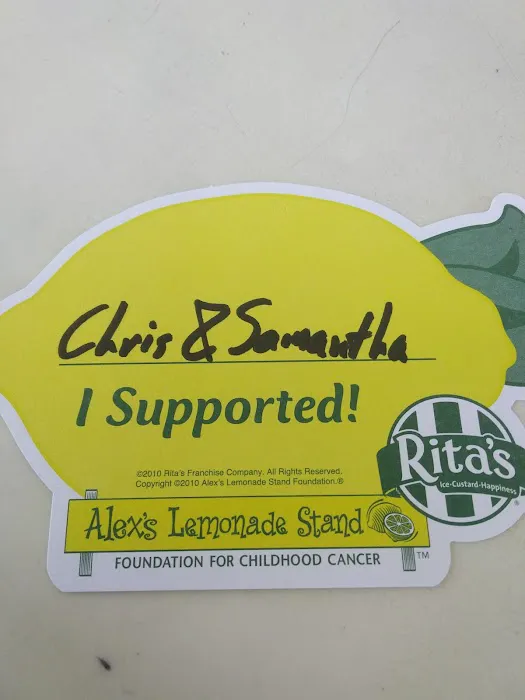 Chris & Samantha
I Supported!
©2010 Rita's Franchise Company. All Rights Reserved.
Copyright ©2010 Alex's Lemonade Stand Foundation.®
Rita's
Ice-Custard-Happiness
®
Alex's Lemonade Stand
FOUNDATION FOR CHILDHOOD CANCER
TM